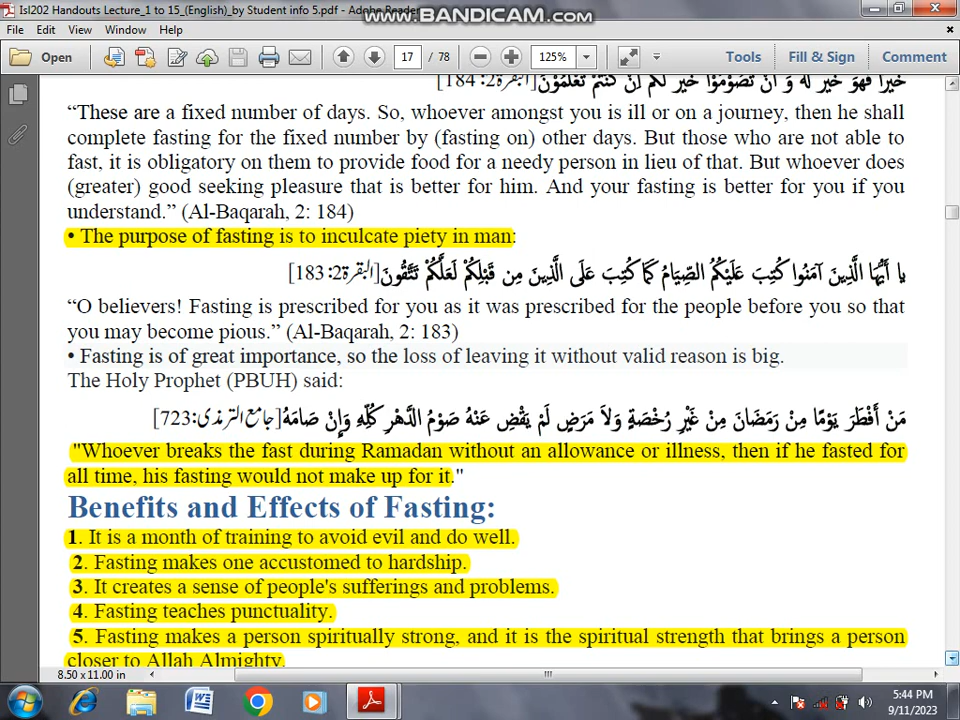 Isl202 Handouts Lecture_1 to 15_(English)_by Student info 5.pdf - Adobe Reader
www.BANDICAM.com
File Edit View Window Help
Open 17 / 78 125% Tools Fill & Sign Comment
خَيْرًا فَهُوَ خَيْرٌ لَّهُ وَ أَنْ تَصُوْمُوْا خَيْرٌ لَّكُمْ إِنْ كُنتُمْ تَعْلَمُوْنَ[البقرة2: 184]
“These are a fixed number of days. So, whoever amongst you is ill or on a journey, then he shall
complete fasting for the fixed number by (fasting on) other days. But those who are not able to
fast, it is obligatory on them to provide food for a needy person in lieu of that. But whoever does
(greater) good seeking pleasure that is better for him. And your fasting is better for you if you
understand.” (Al-Baqarah, 2: 184)
• The purpose of fasting is to inculcate piety in man:
يا أَيُّهَا الَّذِينَ آمَنُوا كُتِبَ عَلَيْكُمُ الصِّيَامُ كَمَا كُتِبَ عَلَى الَّذِينَ مِن قَبْلِكُمْ لَعَلَّكُمْ تَتَّقُونَ[البقرة2: 183]
“O believers! Fasting is prescribed for you as it was prescribed for the people before you so that
you may become pious.” (Al-Baqarah, 2: 183)
• Fasting is of great importance, so the loss of leaving it without valid reason is big.
The Holy Prophet (PBUH) said:
مَنْ أَفْطَرَ يَوْمًا مِنْ رَمَضَانَ مِنْ غَيْرِ رُخْصَةٍ وَلاَ مَرَضٍ لَمْ يَقْضِ عَنْهُ صَوْمُ الدَّهْرِ كُلِّهِ وَإِنْ صَامَهُ[جامع الترمذی: 723]
"Whoever breaks the fast during Ramadan without an allowance or illness, then if he fasted for
all time, his fasting would not make up for it."
Benefits and Effects of Fasting:
1. It is a month of training to avoid evil and do well.
2. Fasting makes one accustomed to hardship.
3. It creates a sense of people's sufferings and problems.
4. Fasting teaches punctuality.
5. Fasting makes a person spiritually strong, and it is the spiritual strength that brings a person
closer to Allah Almighty.
8.50 x 11.00 in
5:44 PM
9/11/2023